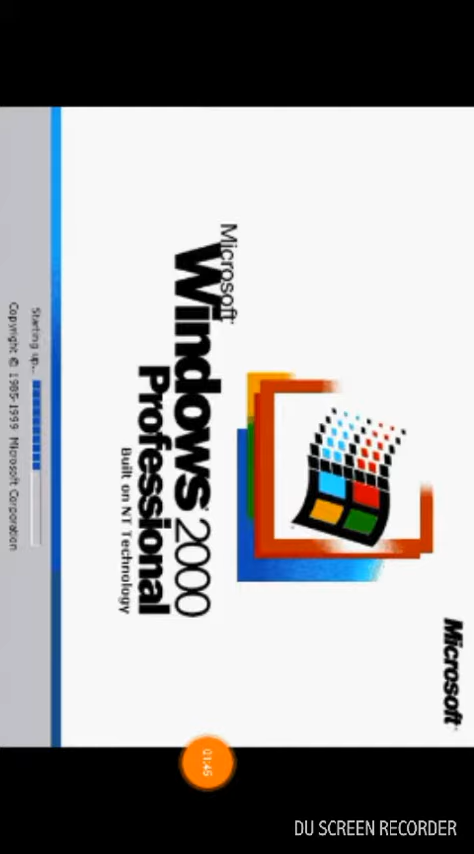 Microsoft
Microsoft
Windows 2000
Professional
Built on NT Technology
Starting up...
Copyright © 1985-1999 Microsoft Corporation
01:45
DU SCREEN RECORDER